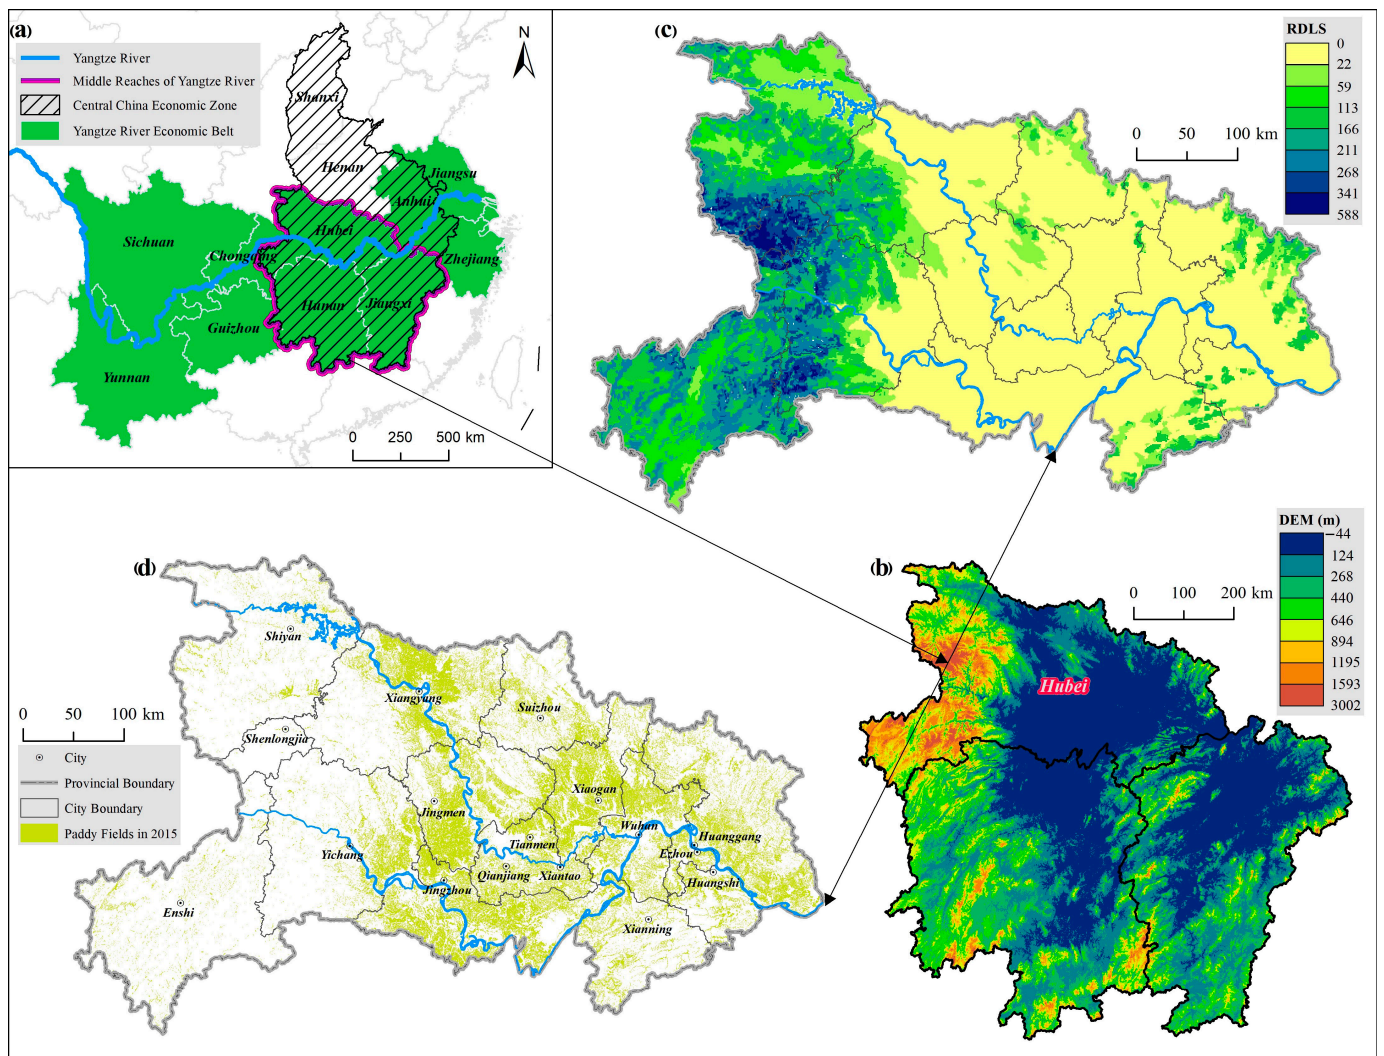 (a)
N
Yangtze River
Middle Reaches of Yangtze River
Central China Economic Zone
Yangtze River Economic Belt
Shanxi
Henan
Jiangsu
Anhui
Hubei
Sichuan
Chongqing
Zhejiang
Hunan
Jiangxi
Guizhou
Yunnan
0 250 500 km
(c)
RDLS
0
22
59
113
166
211
268
341
588
0 50 100 km
(d)
Shiyan
Xiangyang
Suizhou
0 50 100 km
Shenlongjia
City
Provincial Boundary
City Boundary
Paddy Fields in 2015
Xiaogan
Jingmen
Wuhan
Huanggang
Tianmen
Yichang
Ezhou
Qianjiang
Xiantao
Huangshi
Jingzhou
Enshi
Xianning
(b)
DEM (m)
−44
124
268
440
646
894
1195
1593
3002
0 100 200 km
Hubei